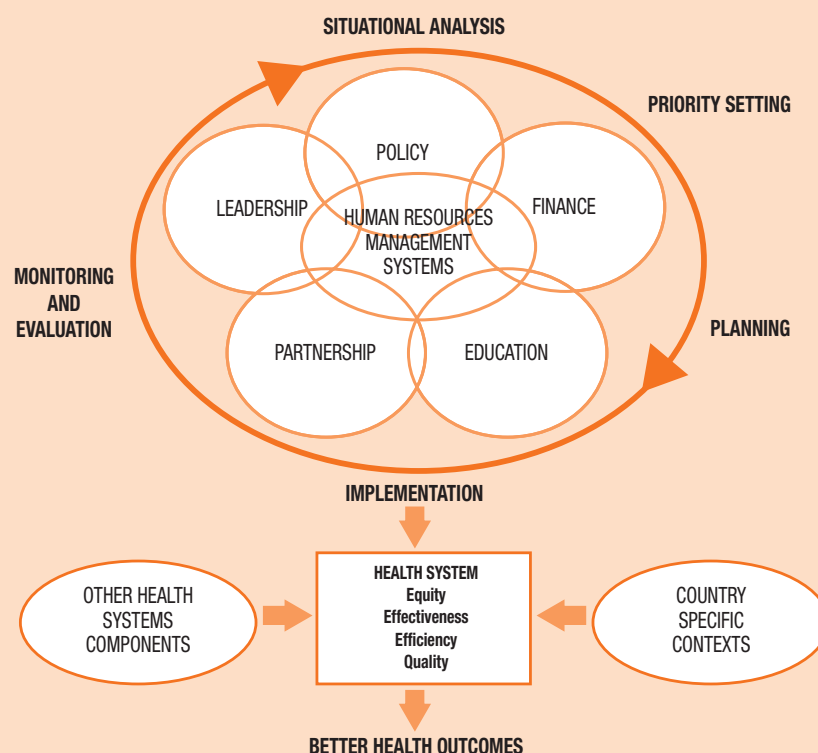 SITUATIONAL ANALYSIS
PRIORITY SETTING
POLICY
LEADERSHIP
FINANCE
HUMAN RESOURCES
MANAGEMENT
SYSTEMS
MONITORING
AND
EVALUATION
PLANNING
PARTNERSHIP
EDUCATION
IMPLEMENTATION
OTHER HEALTH
SYSTEMS
COMPONENTS
HEALTH SYSTEM
Equity
Effectiveness
Efficiency
Quality
COUNTRY
SPECIFIC
CONTEXTS
BETTER HEALTH OUTCOMES